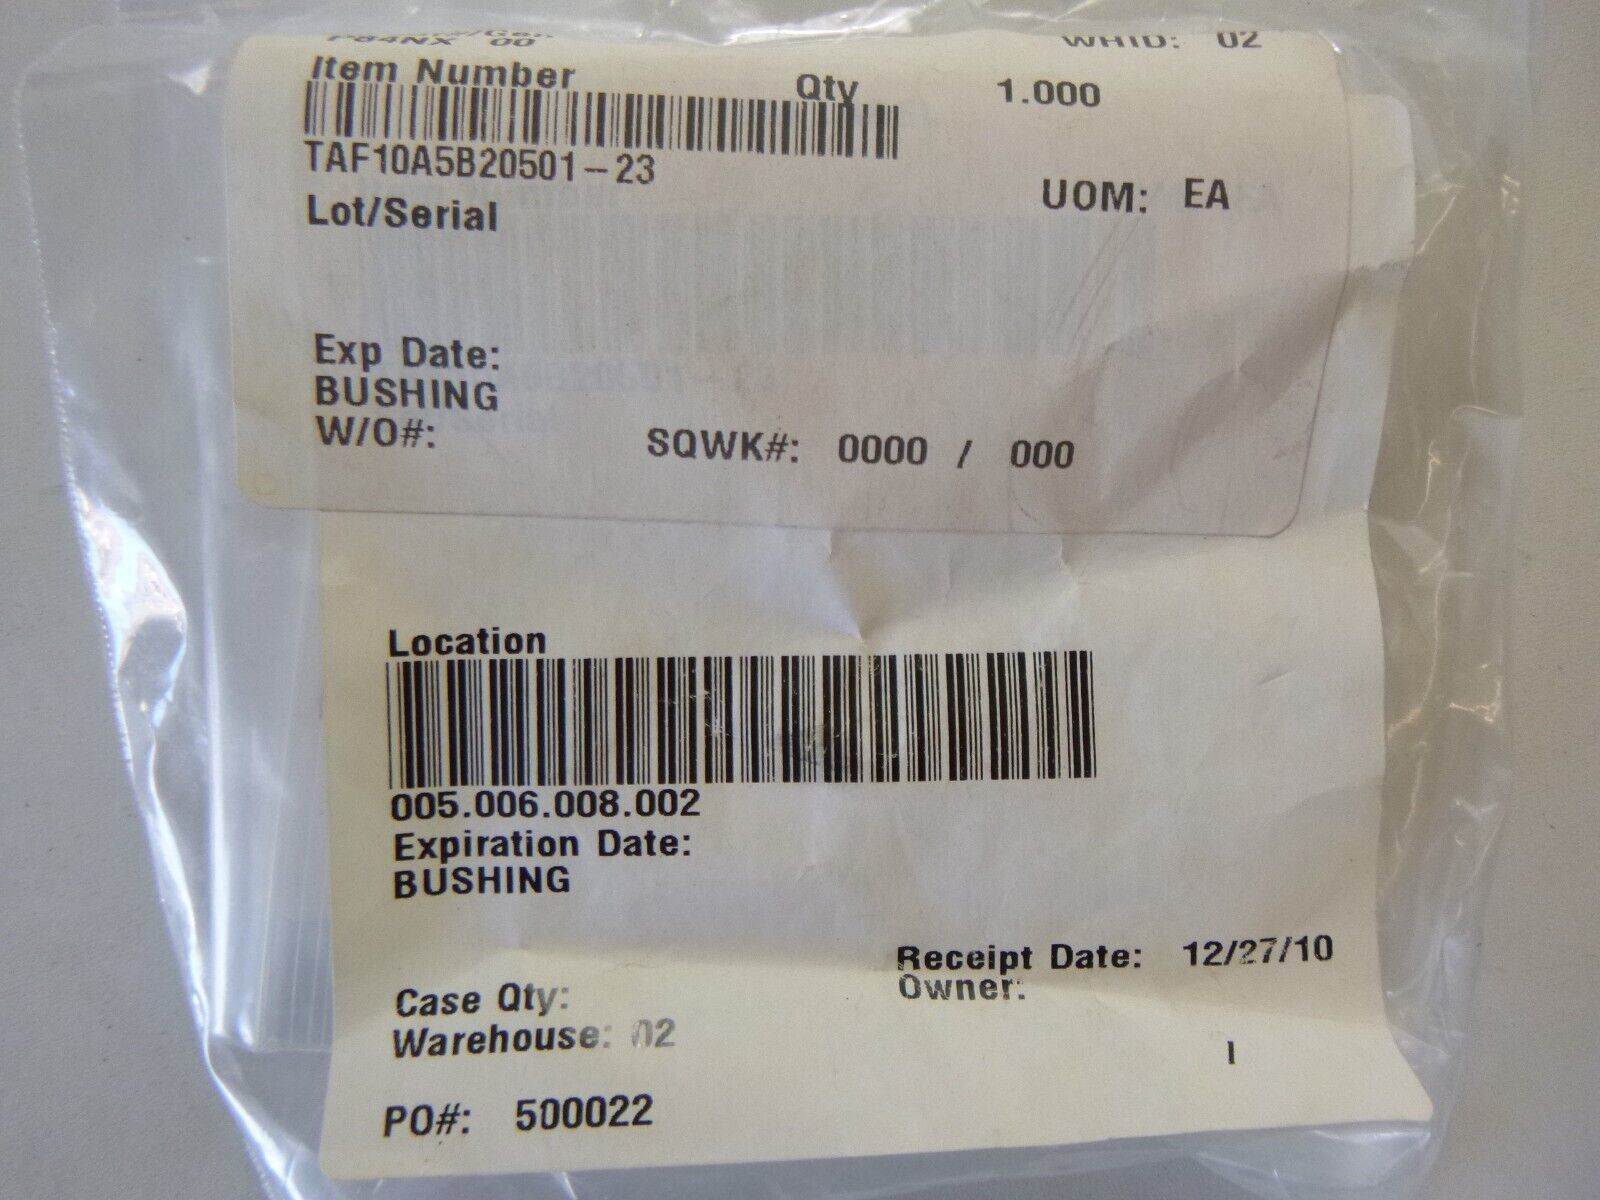 P84NX 00 WHID: 02
Item Number Qty 1.000
TAF10A5B20501-23
UOM: EA
Lot/Serial
Exp Date:
BUSHING
W/O#: SQWK#: 0000 / 000
Location
005.006.008.002
Expiration Date:
BUSHING
Receipt Date: 12/27/10
Owner:
Case Qty:
Warehouse: 02
PO#: 500022